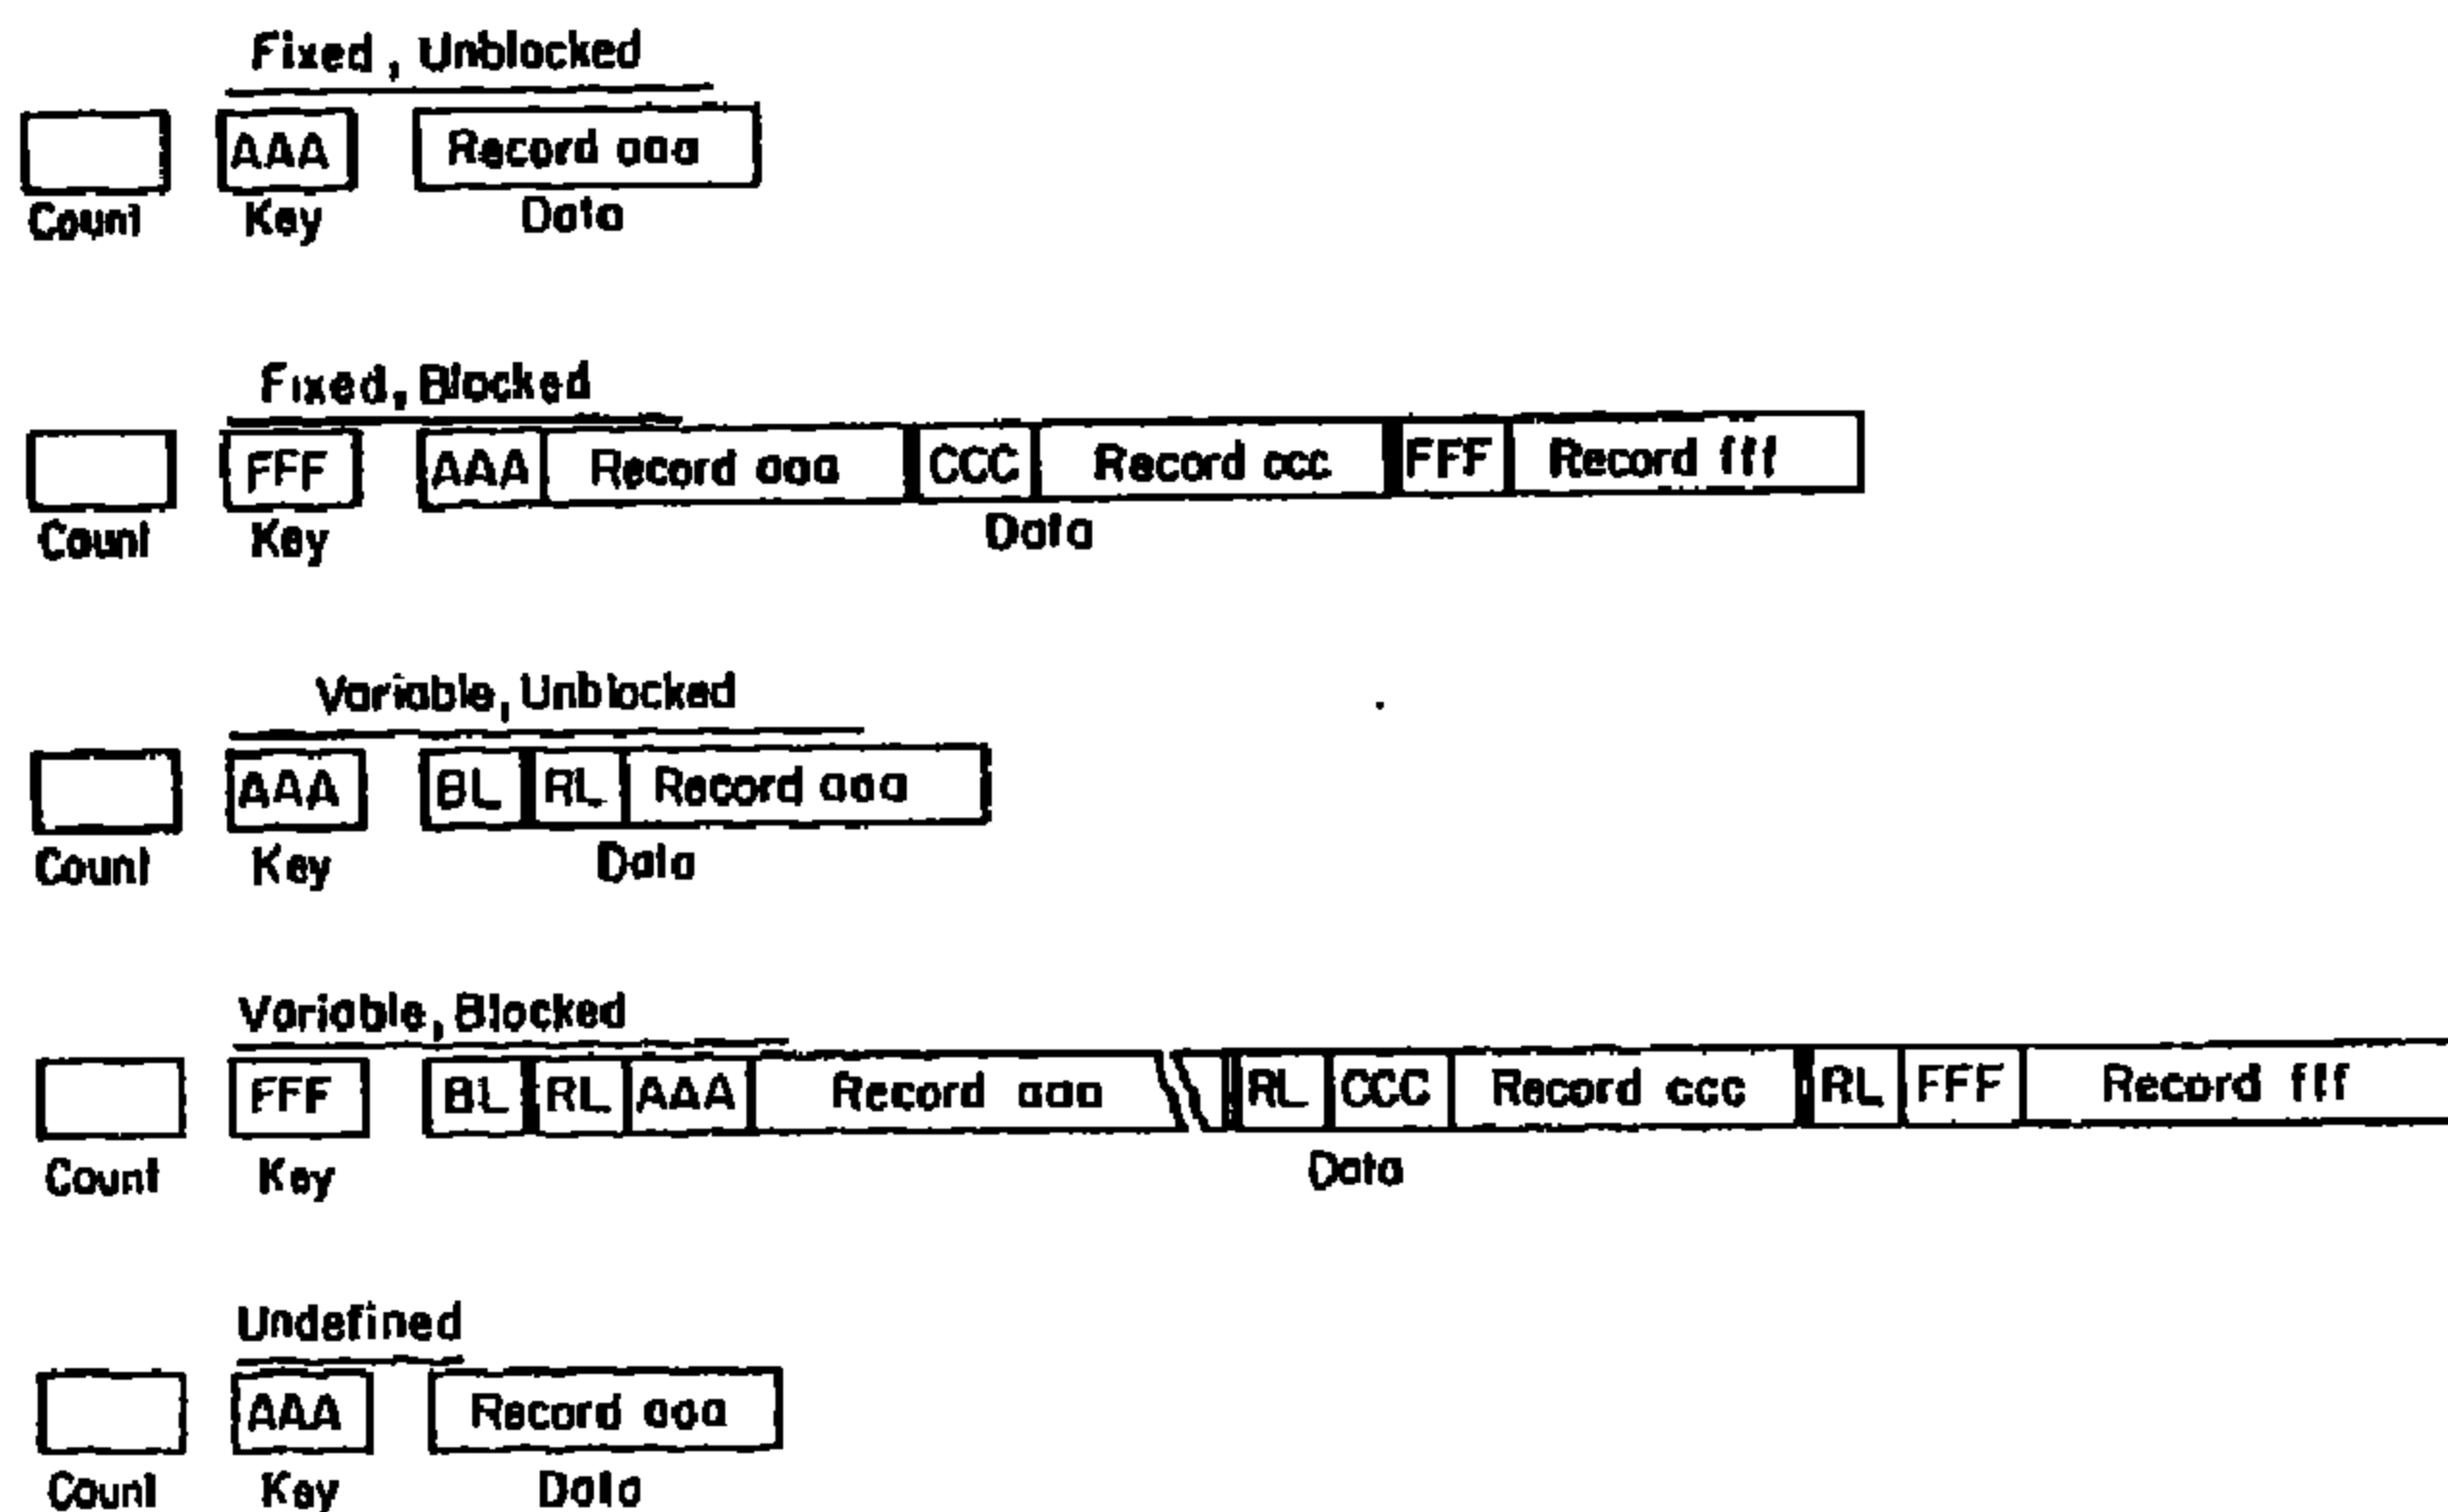 Fixed, Unblocked
AAA Record aaa
Count Key Data
Fixed, Blocked
FFF AAA Record aaa CCC Record ccc FFF Record fff
Count Key Data
Variable, Unblocked
AAA BL RL Record aaa
Count Key Data
Variable, Blocked
FFF BL RL AAA Record aaa RL CCC Record ccc RL FFF Record fff
Count Key Data
Undefined
AAA Record aaa
Count Key Data